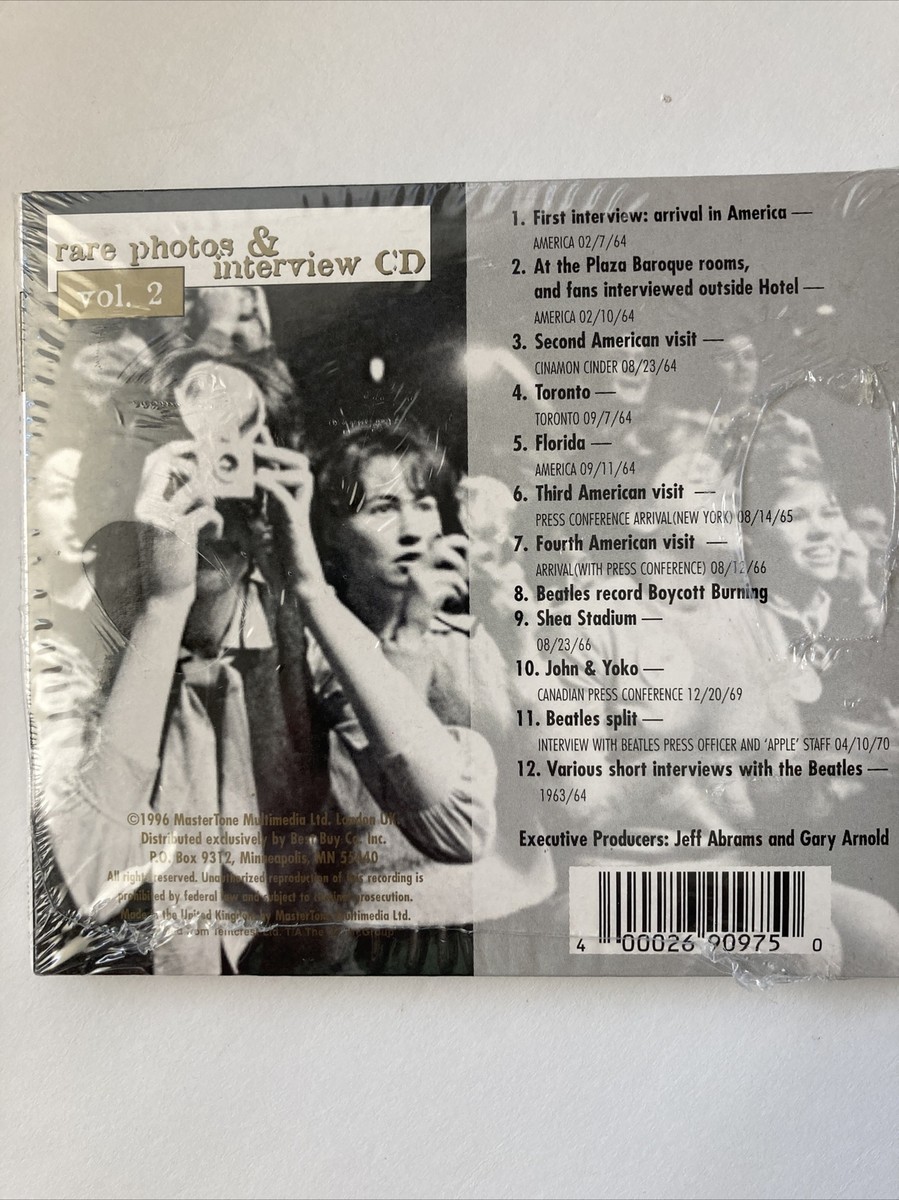 rare photos &
interview CD
vol. 2
1. First interview: arrival in America —
AMERICA 02/7/64
2. At the Plaza Baroque rooms,
and fans interviewed outside Hotel —
AMERICA 02/10/64
3. Second American visit —
CINAMON CINDER 08/23/64
4. Toronto —
TORONTO 09/7/64
5. Florida —
AMERICA 09/11/64
6. Third American visit —
PRESS CONFERENCE ARRIVAL(NEW YORK) 08/14/65
7. Fourth American visit —
ARRIVAL(WITH PRESS CONFERENCE) 08/12/66
8. Beatles record Boycott Burning
9. Shea Stadium —
08/23/66
10. John & Yoko —
CANADIAN PRESS CONFERENCE 12/20/69
11. Beatles split —
INTERVIEW WITH BEATLES PRESS OFFICER AND 'APPLE' STAFF 04/10/70
12. Various short interviews with the Beatles —
1963/64
Executive Producers: Jeff Abrams and Gary Arnold
©1996 MasterTone Multimedia Ltd. London UK.
Distributed exclusively by Best Buy Co. Inc.
P.O. Box 9312, Minneapolis, MN 55440
All rights reserved. Unauthorized reproduction of this recording is
prohibited by federal law and subject to criminal prosecution.
Made in the United Kingdom by MasterTone Multimedia Ltd.
from Tencrest Ltd. T/A The Group
4 00026 90975 0